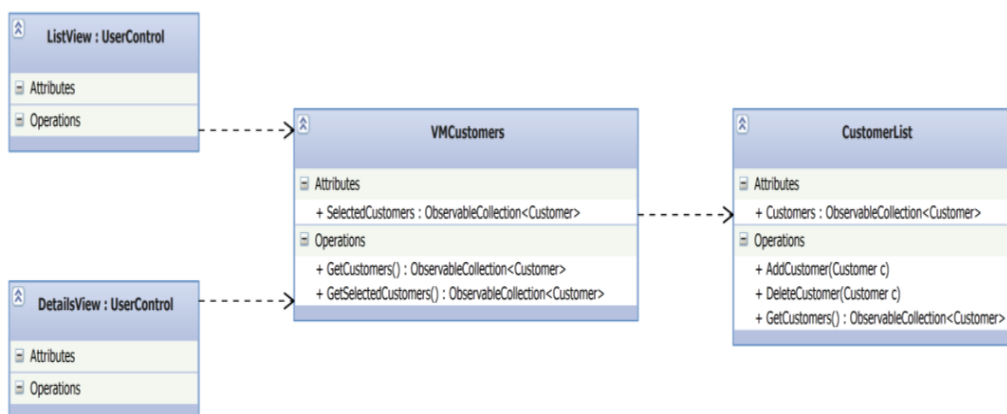 ListView : UserControl
Attributes
Operations
DetailsView : UserControl
Attributes
Operations
VMCustomers
Attributes
+ SelectedCustomers : ObservableCollection<Customer>
Operations
+ GetCustomers() : ObservableCollection<Customer>
+ GetSelectedCustomers() : ObservableCollection<Customer>
CustomerList
Attributes
+ Customers : ObservableCollection<Customer>
Operations
+ AddCustomer(Customer c)
+ DeleteCustomer(Customer c)
+ GetCustomers() : ObservableCollection<Customer>